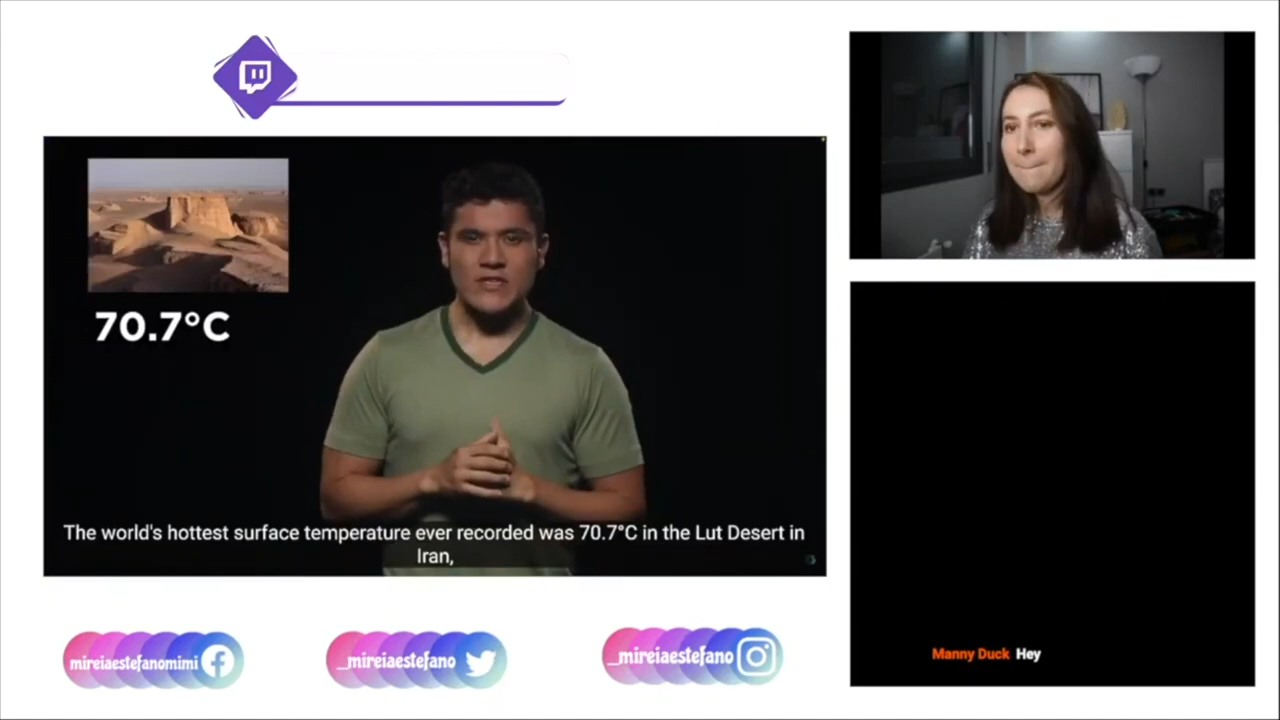 70.7°C
The world's hottest surface temperature ever recorded was 70.7°C in the Lut Desert in
Iran,
Manny Duck Hey
mireiaestefanomimi
_mireiaestefano
_mireiaestefano